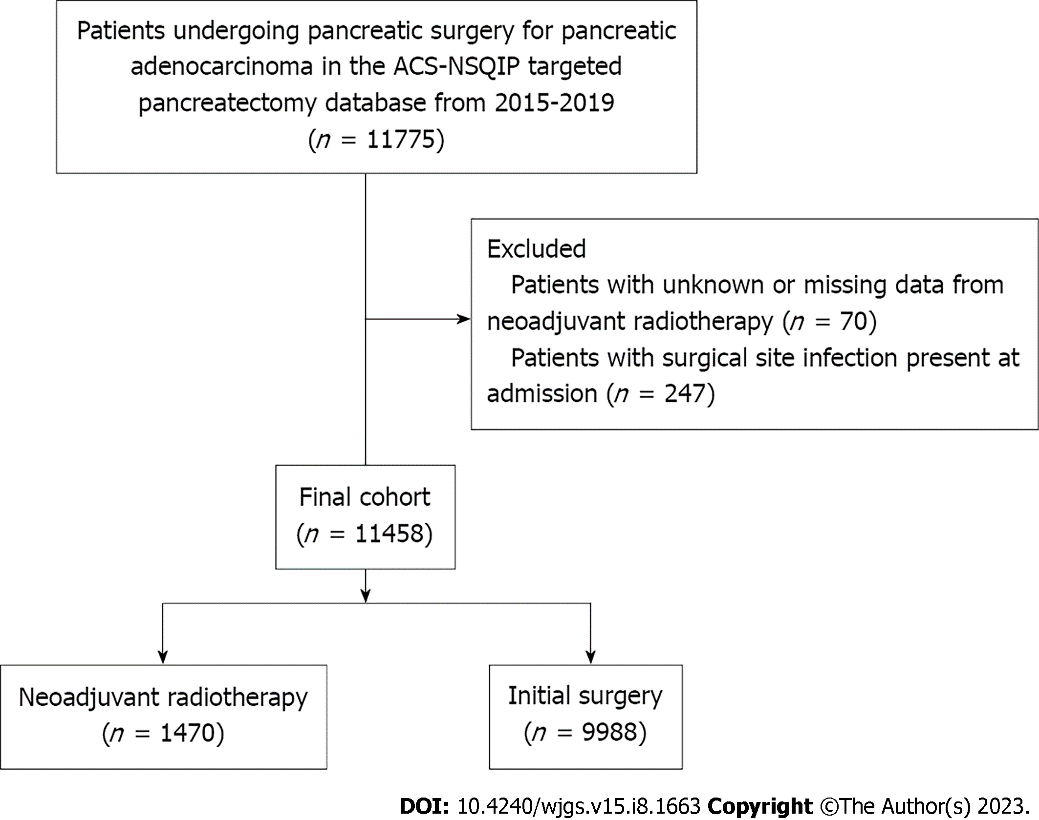 Patients undergoing pancreatic surgery for pancreatic
adenocarcinoma in the ACS-NSQIP targeted
pancreatectomy database from 2015-2019
(n = 11775)
Excluded
Patients with unknown or missing data from
neoadjuvant radiotherapy (n = 70)
Patients with surgical site infection present at
admission (n = 247)
Final cohort
(n = 11458)
Neoadjuvant radiotherapy
(n = 1470)
Initial surgery
(n = 9988)
DOI: 10.4240/wjgs.v15.i8.1663 Copyright ©The Author(s) 2023.